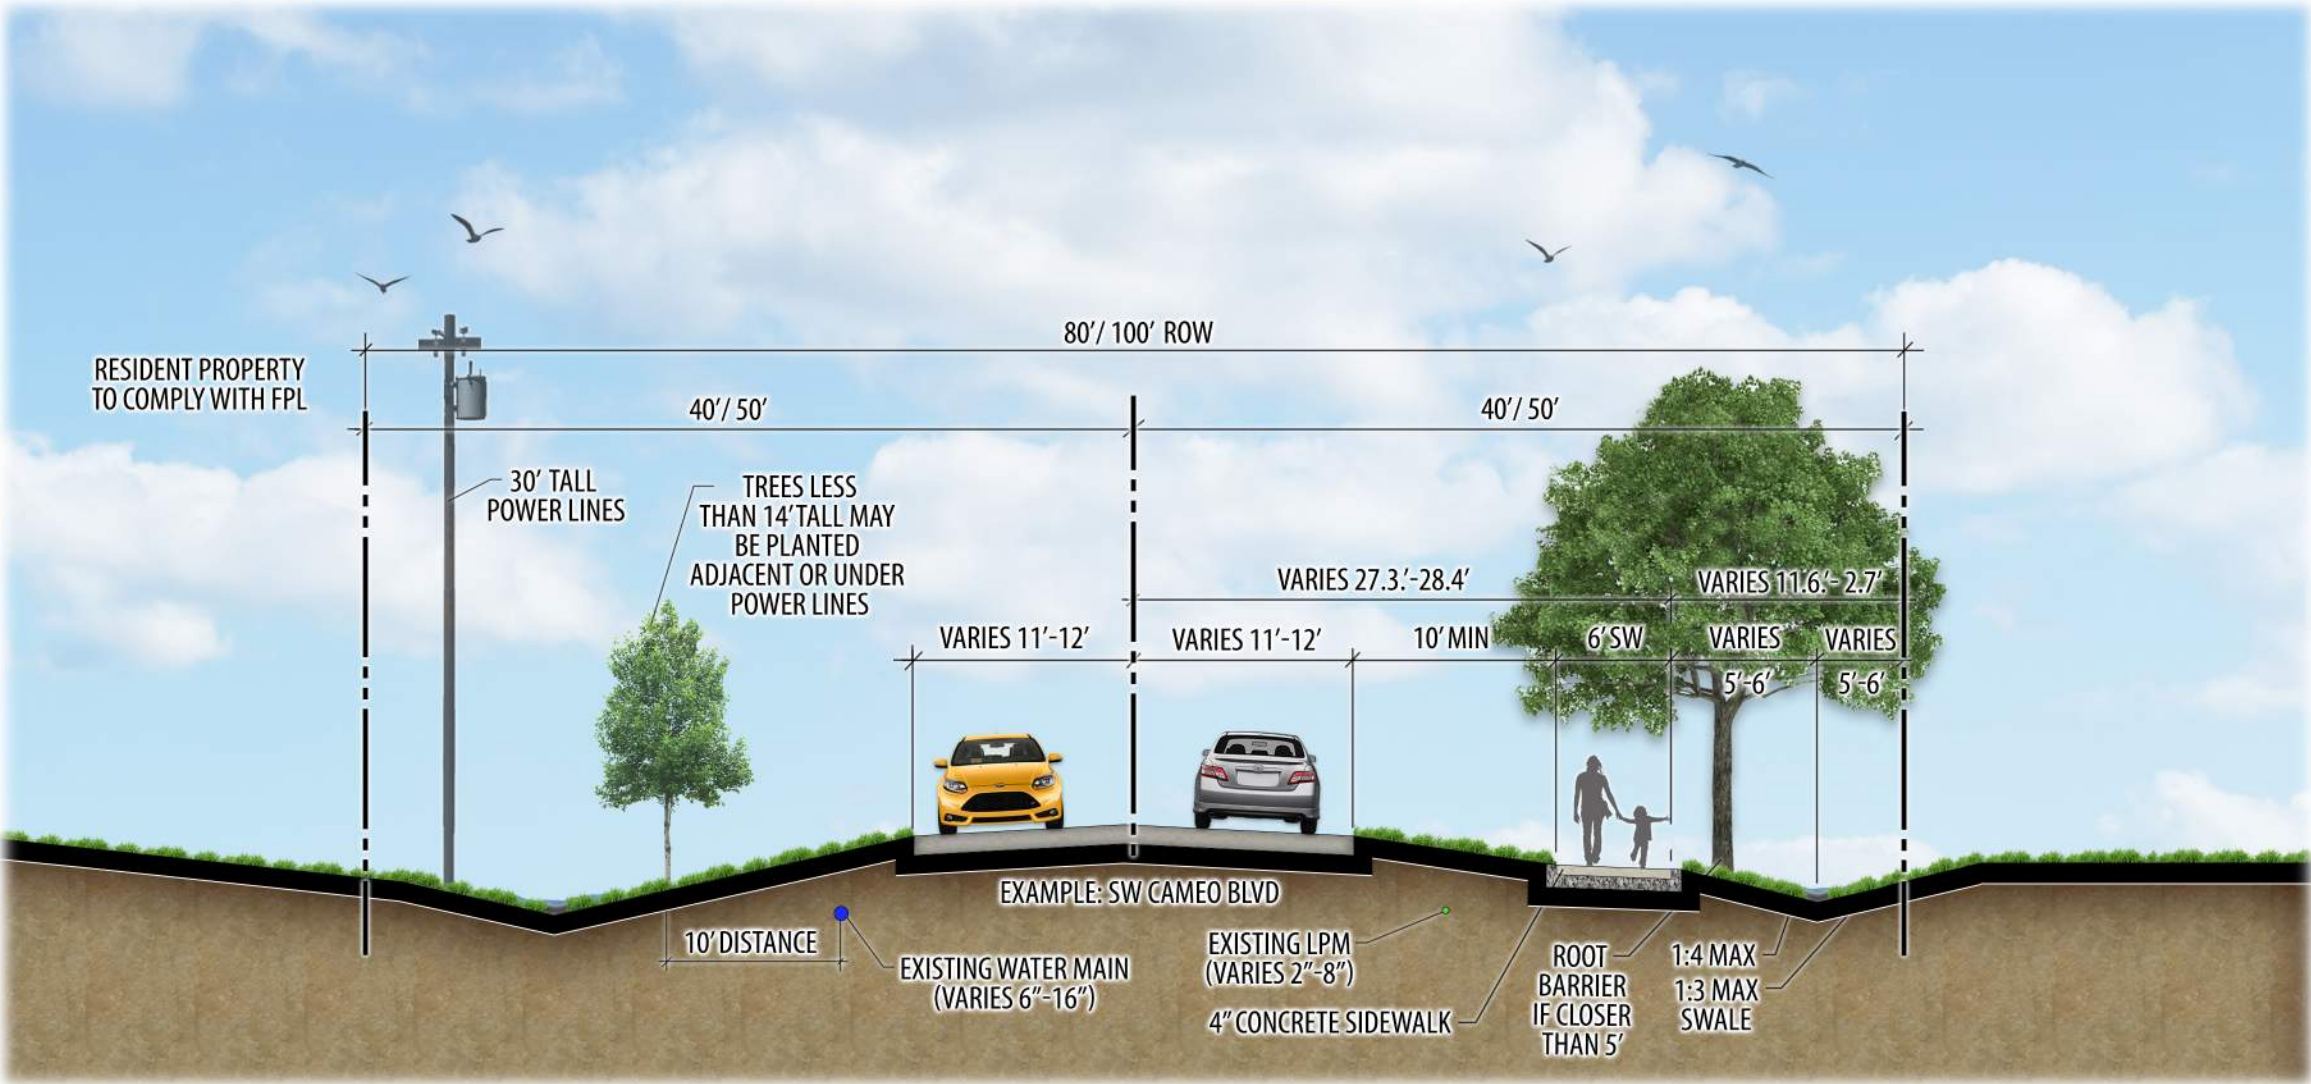 80'/ 100' ROW
RESIDENT PROPERTY
TO COMPLY WITH FPL
40'/ 50'
40'/ 50'
30' TALL
POWER LINES
TREES LESS
THAN 14' TALL MAY
BE PLANTED
ADJACENT OR UNDER
POWER LINES
VARIES 27.3.'-28.4'
VARIES 11.6.'- 2.7'
VARIES 11'-12'
VARIES 11'-12'
10' MIN
6' SW
VARIES
5'-6'
VARIES
5'-6'
EXAMPLE: SW CAMEO BLVD
10' DISTANCE
EXISTING WATER MAIN
(VARIES 6"-16")
EXISTING LPM
(VARIES 2"-8")
4" CONCRETE SIDEWALK
ROOT
BARRIER
IF CLOSER
THAN 5'
1:4 MAX
1:3 MAX
SWALE